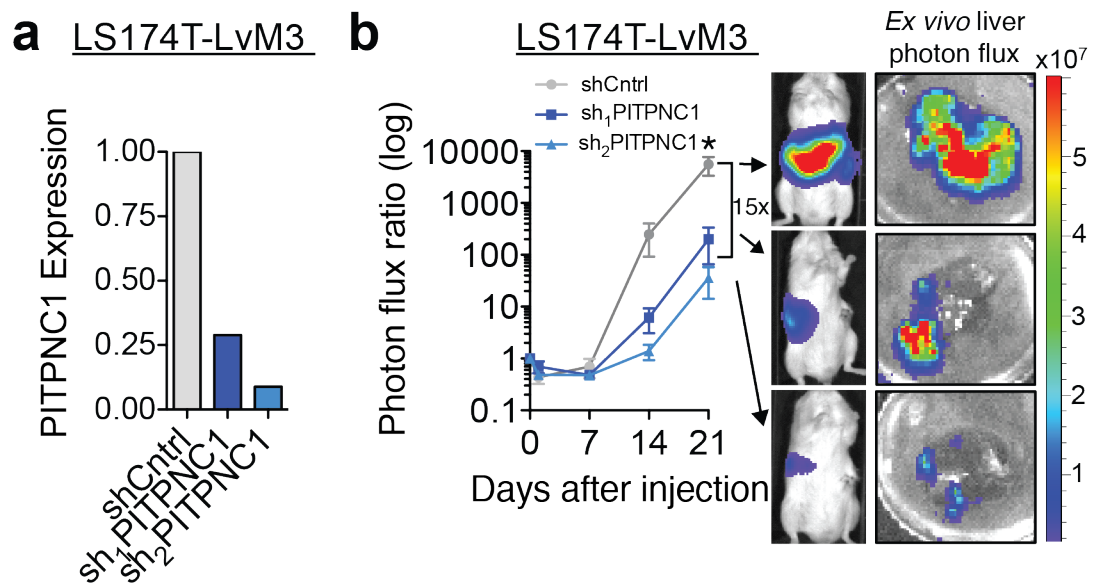 a
LS174T-LvM3
PITPNC1 Expression
1.00
0.75
0.50
0.25
0.00
shCntrl
sh1PITPNC1
sh2PITPNC1
b
LS174T-LvM3
shCntrl
sh1PITPNC1
sh2PITPNC1
*
Photon flux ratio (log)
10000
1000
100
10
1
0.1
15x
0 7 14 21
Days after injection
Ex vivo liver
photon flux
x10⁷
5
4
3
2
1